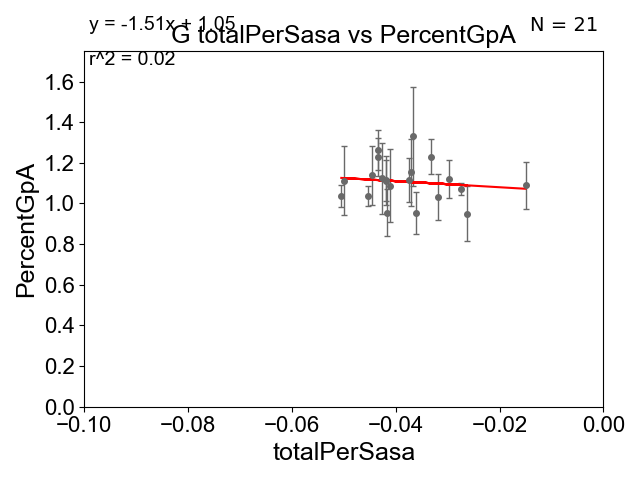 y = -1.51x + 1.05
N = 21
G totalPerSasa vs PercentGpA
r^2 = 0.02
PercentGpA
1.6
1.4
1.2
1.0
0.8
0.6
0.4
0.2
0.0
−0.10
−0.08
−0.06
−0.04
−0.02
0.00
totalPerSasa